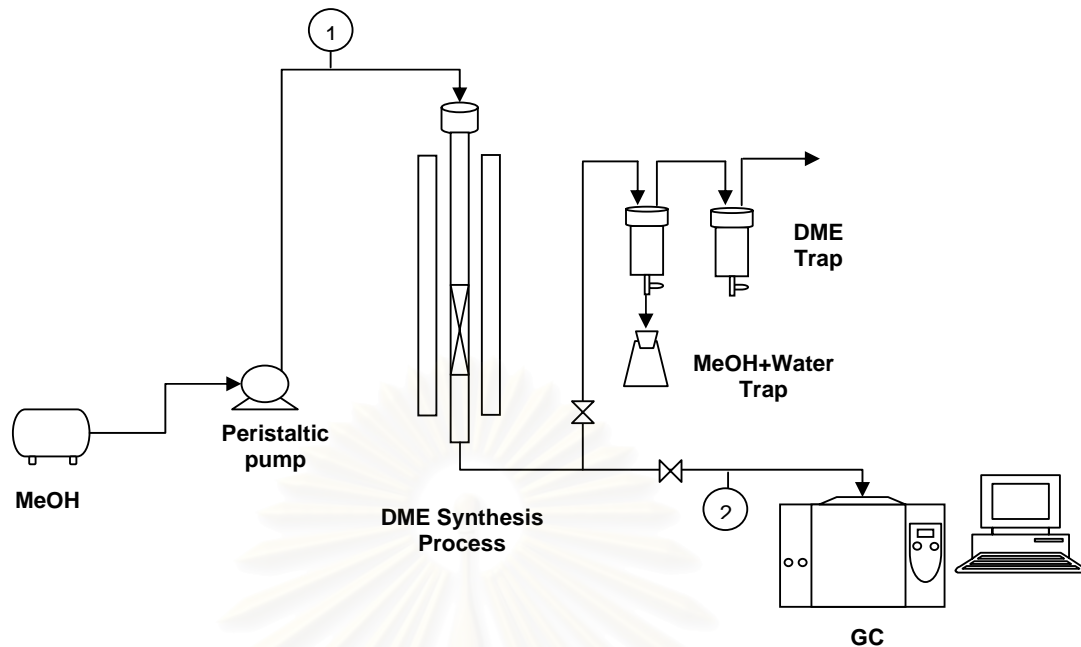 1
DME
Trap
MeOH+Water
Trap
Peristaltic
pump
MeOH
DME Synthesis
Process
2
GC